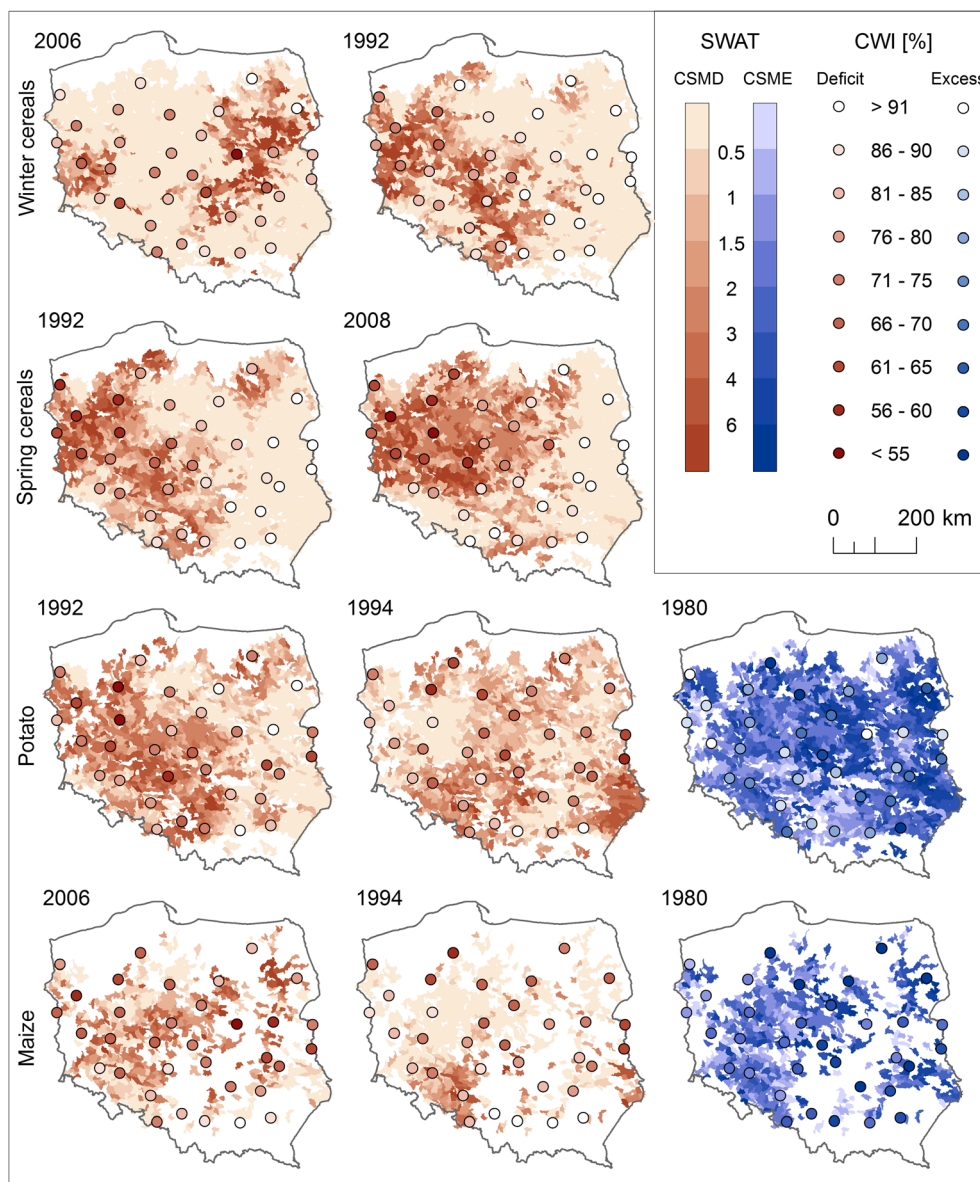 2006
1992
Winter cereals
SWAT
CWI [%]
CSMD
CSME
Deficit
Excess
0.5
1
1.5
2
3
4
6
> 91
86 - 90
81 - 85
76 - 80
71 - 75
66 - 70
61 - 65
56 - 60
< 55
0 200 km
1992
2008
Spring cereals
1992
1994
1980
Potato
2006
1994
1980
Maize